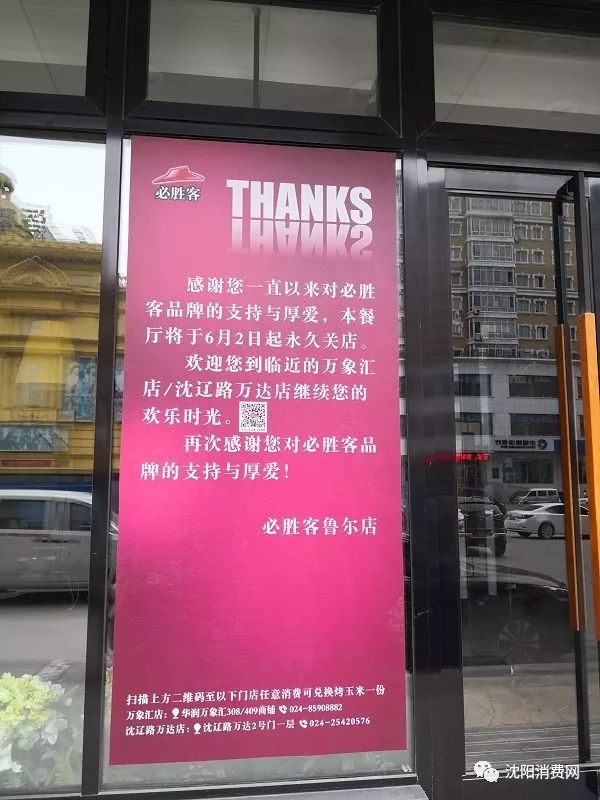 必胜客
THANKS
感谢您一直以来对必胜
客品牌的支持与厚爱，本餐
厅将于6月2日起永久关店。
欢迎您到临近的万象汇
店/沈辽路万达店继续您的
欢乐时光。
再次感谢您对必胜客品
牌的支持与厚爱！
必胜客鲁尔店
扫描上方二维码至以下门店任意消费可兑换烤玉米一份
万象汇店：华润万象汇308/409商铺 024-85908882
沈辽路万达店：沈辽路万达2号门一层 024-25420576
沈阳消费网